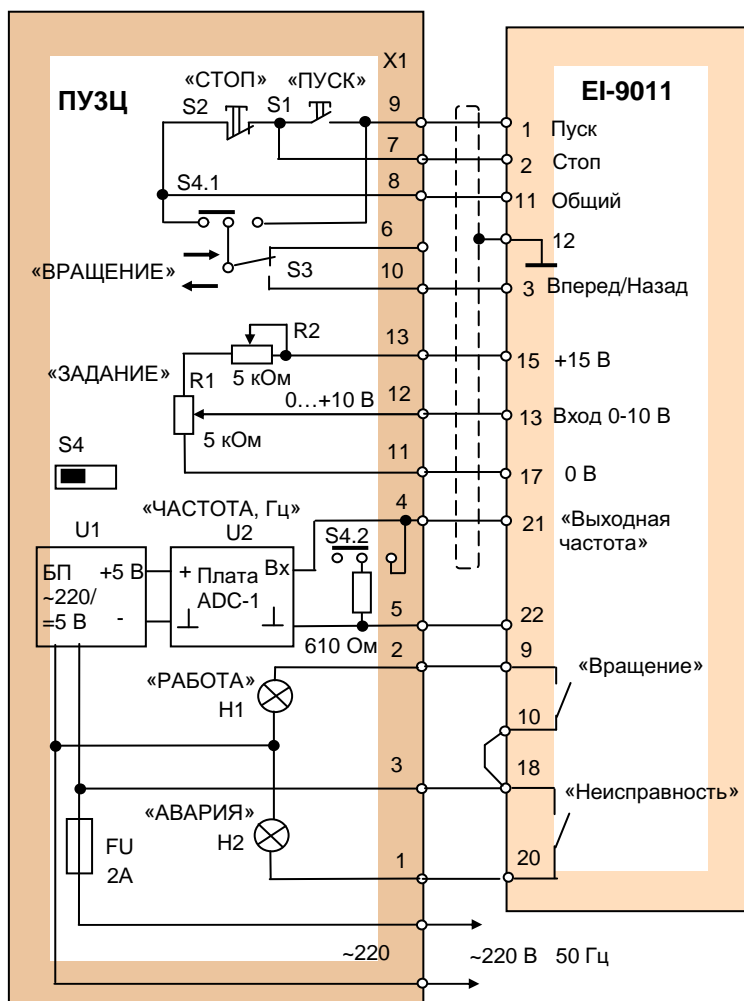 X1
ПУЗЦ
EI-9011
«СТОП» «ПУСК»
S2 S1 9
1 Пуск
7
2 Стоп
8
S4.1
11 Общий
6
12
«ВРАЩЕНИЕ»
S3
10
3 Вперед/Назад
R2
13
15 +15 В
«ЗАДАНИЕ»
R1
5 кОм
0...+10 В
12
13 Вход 0-10 В
5 кОм
11
17 0 В
S4
4
21 «Выходная
частота»
«ЧАСТОТА, Гц»
U1 U2
S4.2
БП +5 В
~220/
=5 В -
+ Плата Вх
ADC-1
⊥ ⊥
610 Ом
5
22
2
9
«Вращение»
«РАБОТА»
H1
10
3
18
«Неисправность»
«АВАРИЯ»
H2
FU
2А
1
20
~220
~220 В 50 Гц